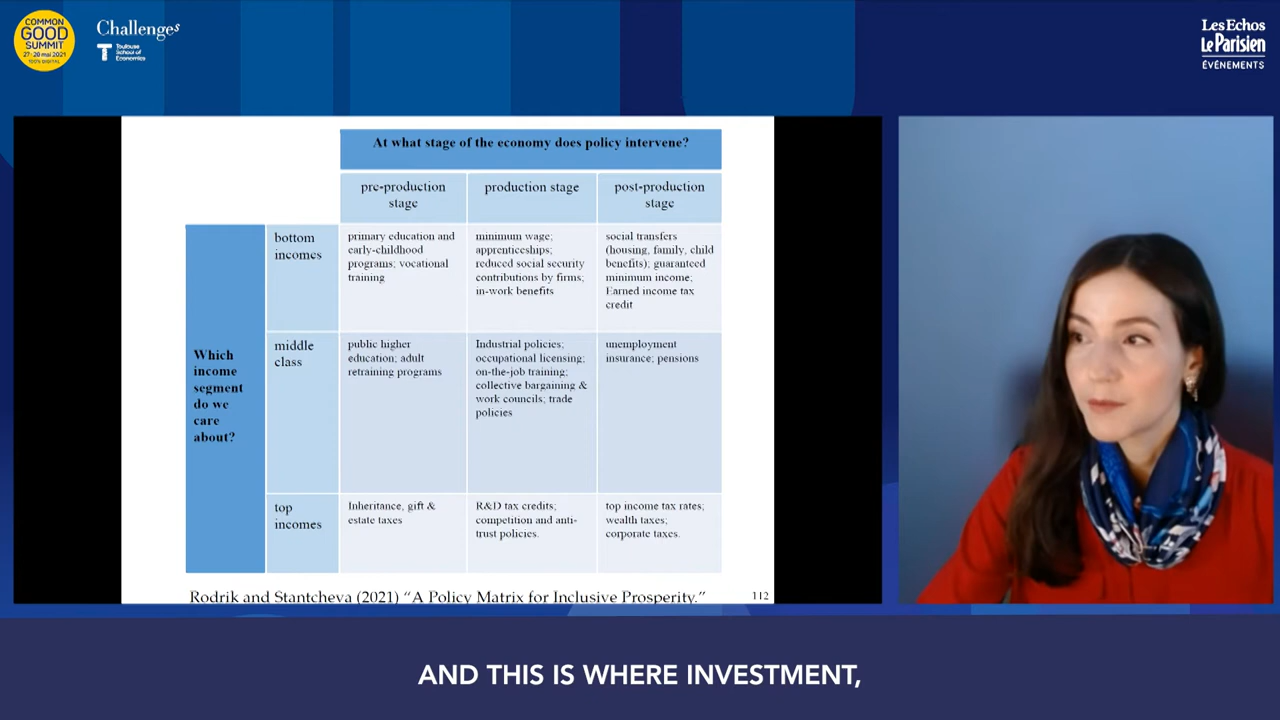 COMMON
GOOD
SUMMIT
27-28 mai 2021
100% DIGITAL
Challenges
Toulouse
School of
Economics
Les Echos
Le Parisien
ÉVÉNEMENTS
At what stage of the economy does policy intervene?
pre-production
stage
production stage
post-production
stage
Which
income
segment
do we
care
about?
bottom
incomes
primary education and
early-childhood
programs; vocational
training
minimum wage;
apprenticeships;
reduced social security
contributions by firms;
in-work benefits
social transfers
(housing, family, child
benefits); guaranteed
minimum income;
Earned income tax
credit
middle
class
public higher
education; adult
retraining programs
Industrial policies;
occupational licensing;
on-the-job training;
collective bargaining &
work councils; trade
policies
unemployment
insurance; pensions
top
incomes
Inheritance, gift &
estate taxes
R&D tax credits;
competition and anti-
trust policies.
top income tax rates;
wealth taxes;
corporate taxes.
Rodrik and Stantcheva (2021) “A Policy Matrix for Inclusive Prosperity.”
112
AND THIS IS WHERE INVESTMENT,